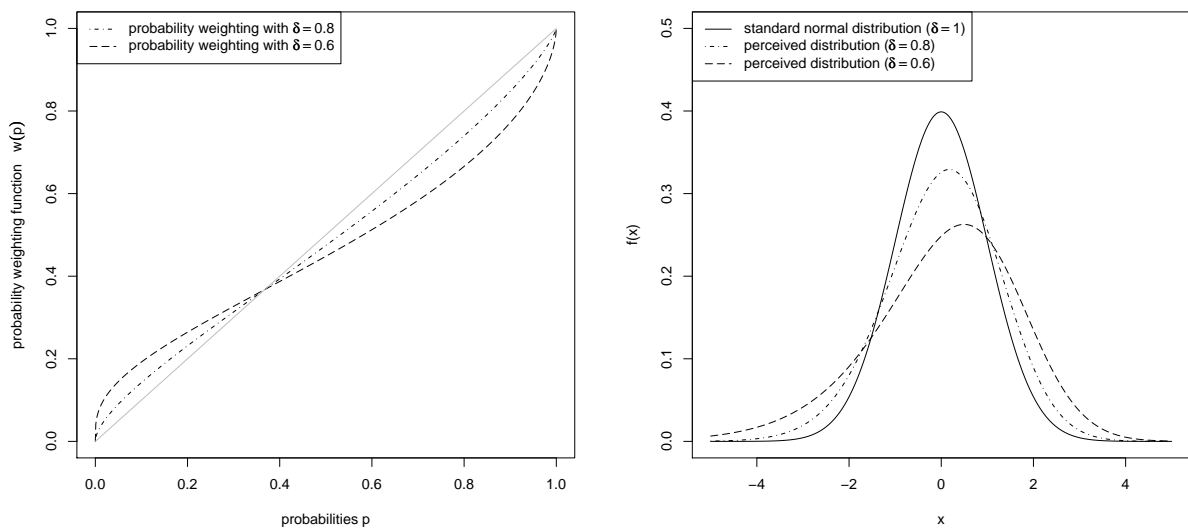 probability weighting with δ = 0.8
probability weighting with δ = 0.6
1.0
0.8
0.6
0.4
0.2
0.0
probability weighting function w(p)
0.0 0.2 0.4 0.6 0.8 1.0
probabilities p
standard normal distribution (δ = 1)
perceived distribution (δ = 0.8)
perceived distribution (δ = 0.6)
0.5
0.4
0.3
0.2
0.1
0.0
f(x)
−4 −2 0 2 4
x